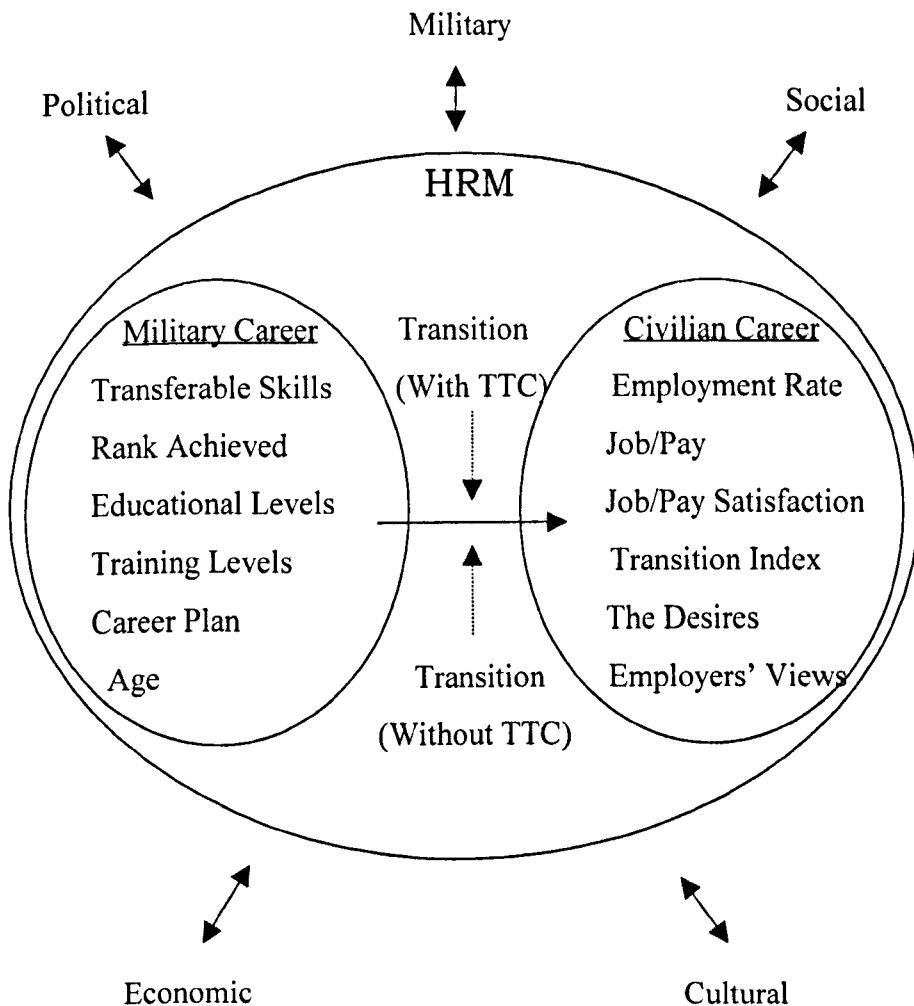 Military
Political
Social
HRM
Military Career
Transferable Skills
Rank Achieved
Educational Levels
Training Levels
Career Plan
Age
Transition
(With TTC)
Transition
(Without TTC)
Civilian Career
Employment Rate
Job/Pay
Job/Pay Satisfaction
Transition Index
The Desires
Employers' Views
Economic
Cultural